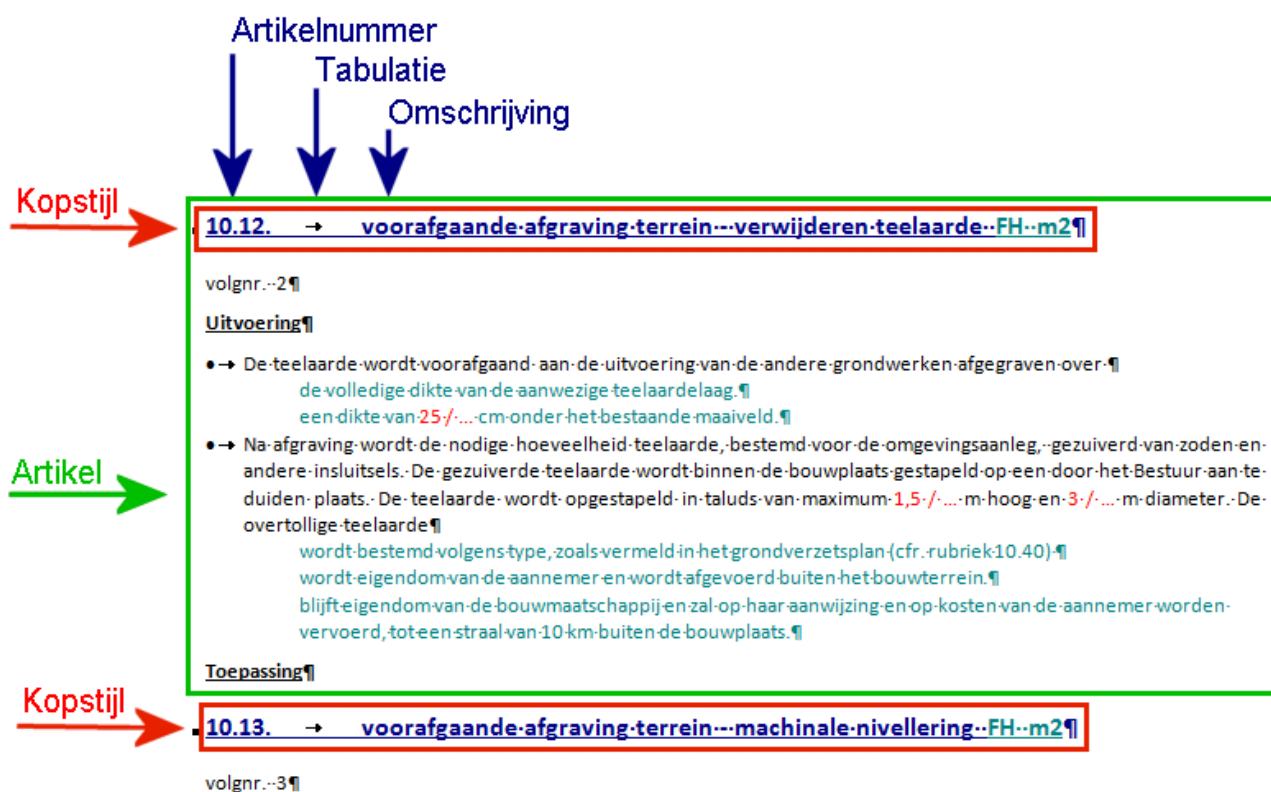 Artikelnummer
Tabulatie
Omschrijving
Kopstijl
10.12. → voorafgaande·afgraving·terrein·-·verwijderen·teelaarde··FH··m2¶
volgnr.··2¶
Uitvoering¶
•→ De·teelaarde·wordt·voorafgaand·aan·de·uitvoering·van·de·andere·grondwerken·afgegraven·over·¶
de·volledige·dikte·van·de·aanwezige·teelaardelaag.¶
een·dikte·van·25·/·...·cm·onder·het·bestaande·maaiveld.¶
•→ Na·afgraving·wordt·de·nodige·hoeveelheid·teelaarde,·bestemd·voor·de·omgevingsaanleg,··gezuiverd·van·zoden·en·
andere·insluitsels.·De·gezuiverde·teelaarde·wordt·binnen·de·bouwplaats·gestapeld·op·een·door·het·Bestuur·aan·te·
Artikel
duiden·plaats.·De·teelaarde·wordt·opgestapeld·in·taluds·van·maximum·1,5·/·...·m·hoog·en·3·/·...·m·diameter.·De·
overtollige·teelaarde¶
wordt·bestemd·volgens·type,·zoals·vermeld·in·het·grondverzetsplan·(cfr.·rubriek·10.40)·¶
wordt·eigendom·van·de·aannemer·en·wordt·afgevoerd·buiten·het·bouwterrein.¶
blijft·eigendom·van·de·bouwmaatschappij·en·zal·op·haar·aanwijzing·en·op·kosten·van·de·aannemer·worden·
vervoerd,·tot·een·straal·van·10·km·buiten·de·bouwplaats.¶
Toepassing¶
Kopstijl
10.13. → voorafgaande·afgraving·terrein·-·machinale·nivellering··FH··m2¶
volgnr.··3¶